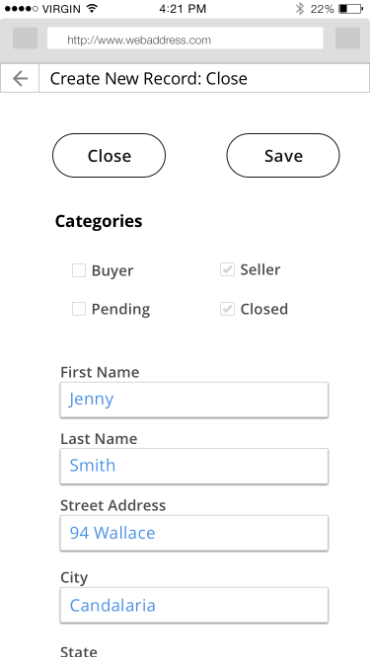 VIRGIN 4:21 PM 22%
http://www.webaddress.com
Create New Record: Close
Close Save
Categories
Buyer Seller
Pending Closed
First Name
Jenny
Last Name
Smith
Street Address
94 Wallace
City
Candalaria
State